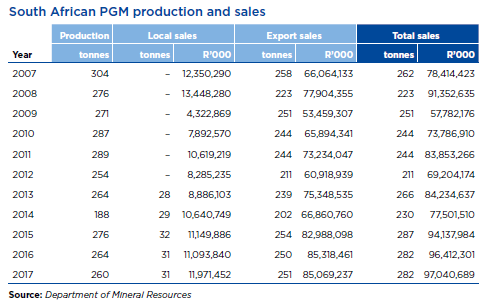 South African PGM production and sales
Production Local sales Export sales Total sales
Year tonnes tonnes R'000 tonnes R'000 tonnes R'000
2007 304 – 12,350,290 258 66,064,133 262 78,414,423
2008 276 – 13,448,280 223 77,904,355 223 91,352,635
2009 271 – 4,322,869 251 53,459,307 251 57,782,176
2010 287 – 7,892,570 244 65,894,341 244 73,786,910
2011 289 – 10,619,219 244 73,234,047 244 83,853,266
2012 254 – 8,285,235 211 60,918,939 211 69,204,174
2013 264 28 8,886,103 239 75,348,535 266 84,234,637
2014 188 29 10,640,749 202 66,860,760 230 77,501,510
2015 276 32 11,149,886 254 82,988,098 287 94,137,984
2016 264 31 11,093,840 250 85,318,461 282 96,412,301
2017 260 31 11,971,452 251 85,069,237 282 97,040,689
Source: Department of Mineral Resources